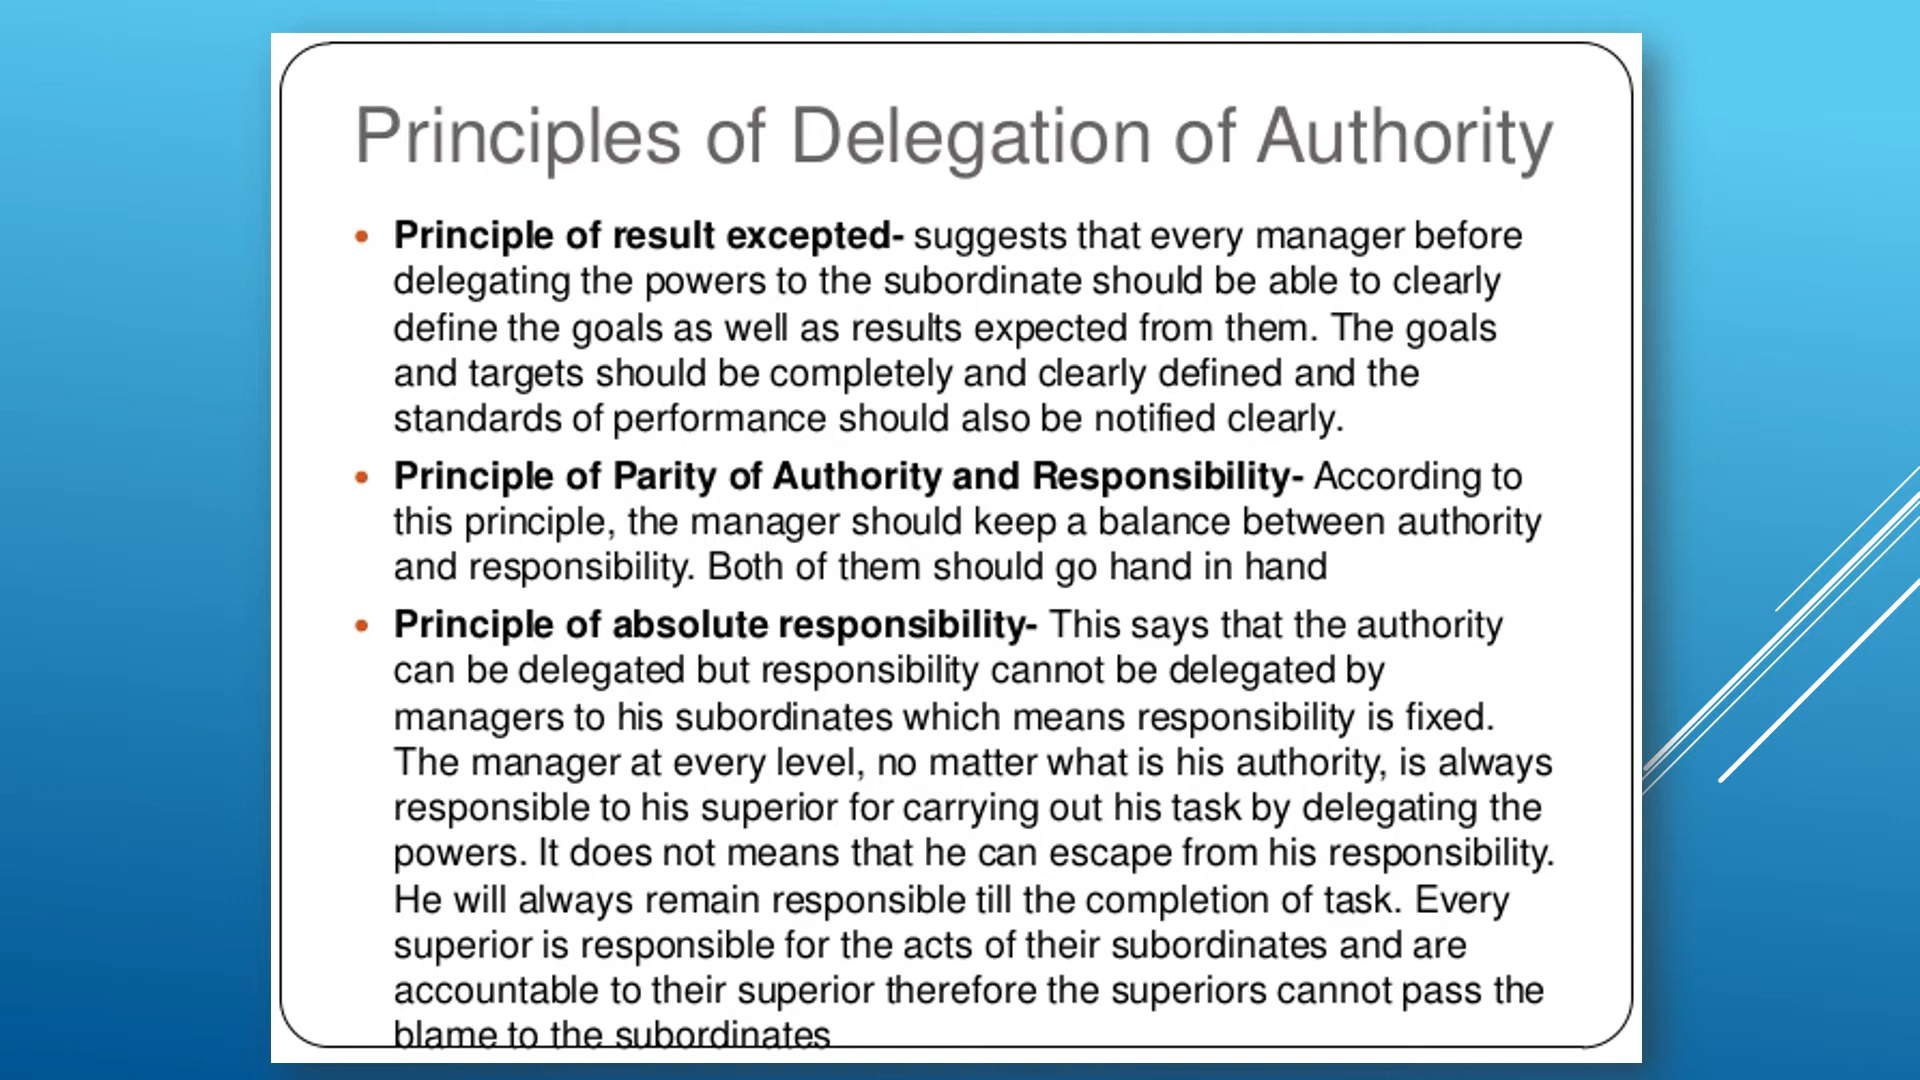 Principles of Delegation of Authority
• Principle of result excepted- suggests that every manager before
delegating the powers to the subordinate should be able to clearly
define the goals as well as results expected from them. The goals
and targets should be completely and clearly defined and the
standards of performance should also be notified clearly.
• Principle of Parity of Authority and Responsibility- According to
this principle, the manager should keep a balance between authority
and responsibility. Both of them should go hand in hand
• Principle of absolute responsibility- This says that the authority
can be delegated but responsibility cannot be delegated by
managers to his subordinates which means responsibility is fixed.
The manager at every level, no matter what is his authority, is always
responsible to his superior for carrying out his task by delegating the
powers. It does not means that he can escape from his responsibility.
He will always remain responsible till the completion of task. Every
superior is responsible for the acts of their subordinates and are
accountable to their superior therefore the superiors cannot pass the
blame to the subordinates